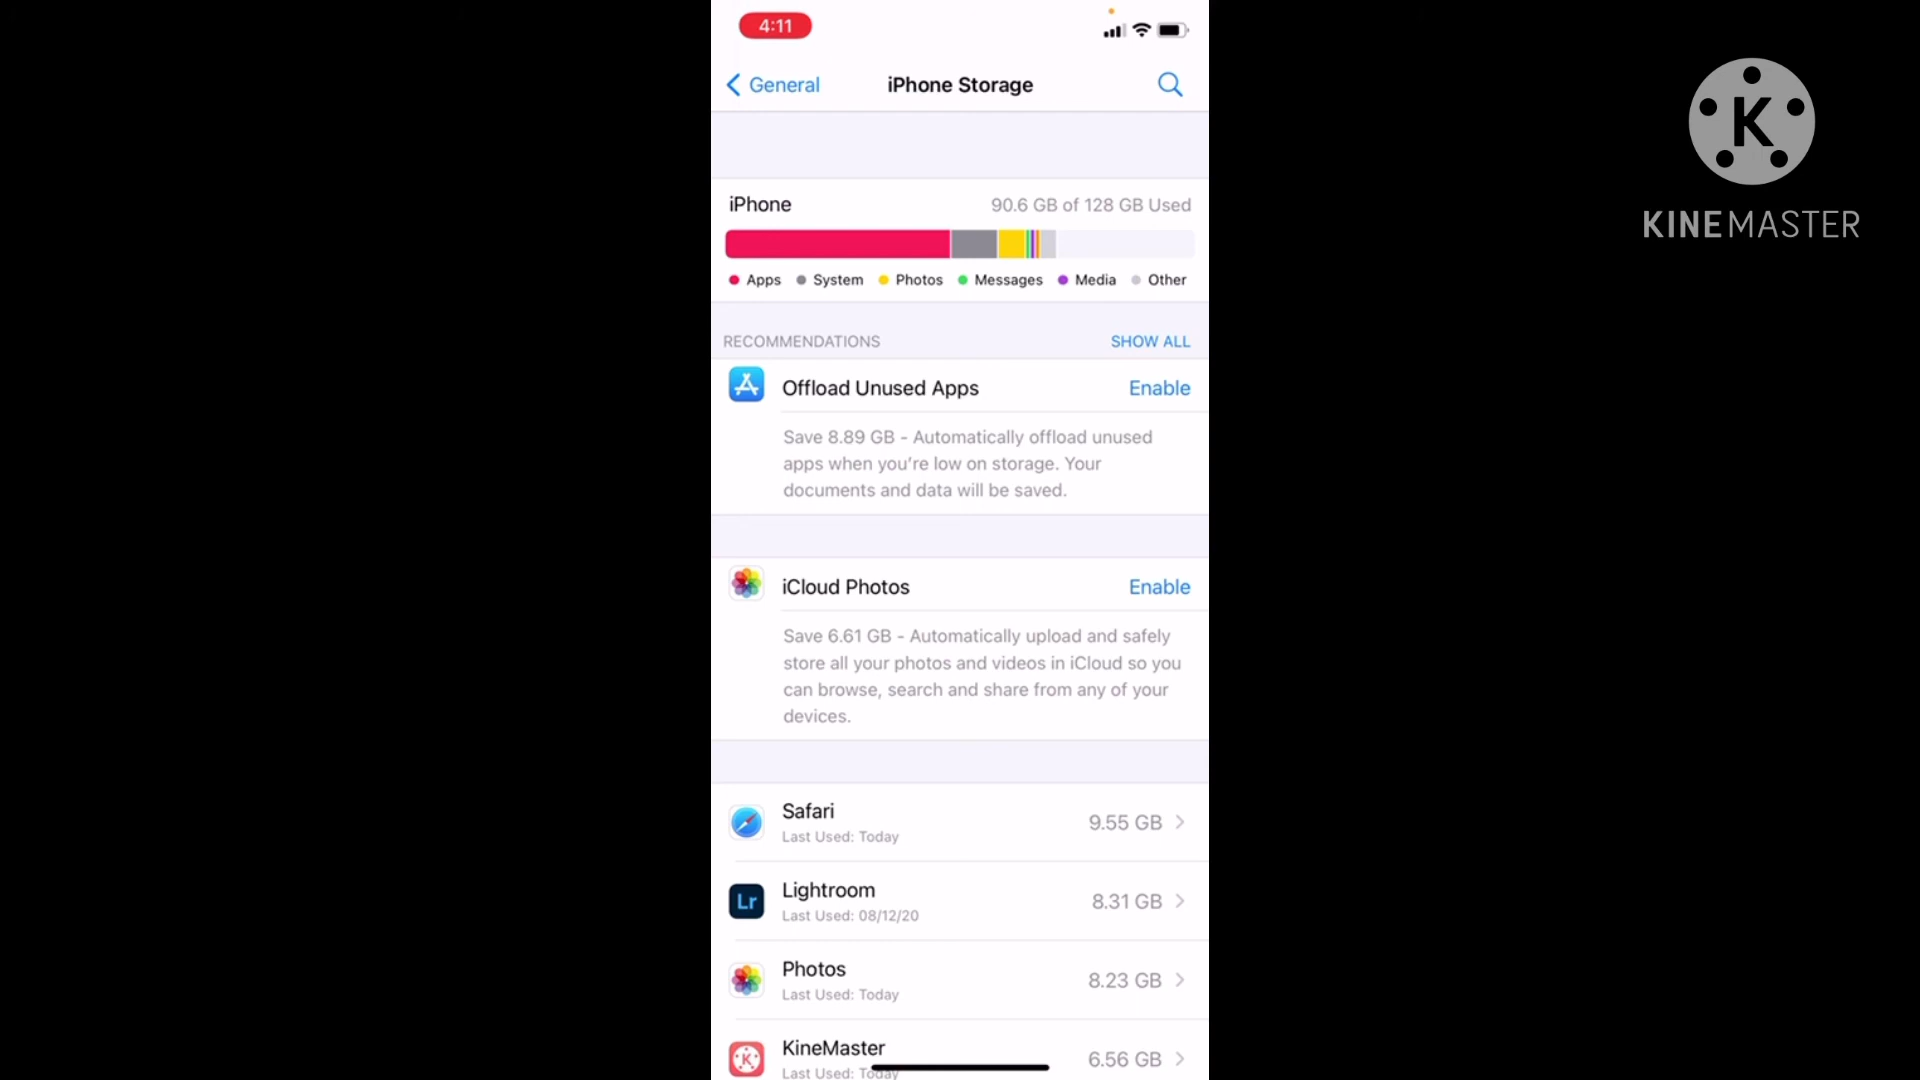 4:11
General
iPhone Storage
K
KINEMASTER
iPhone
90.6 GB of 128 GB Used
Apps
System
Photos
Messages
Media
Other
RECOMMENDATIONS
SHOW ALL
Offload Unused Apps
Enable
Save 8.89 GB - Automatically offload unused
apps when you’re low on storage. Your
documents and data will be saved.
iCloud Photos
Enable
Save 6.61 GB - Automatically upload and safely
store all your photos and videos in iCloud so you
can browse, search and share from any of your
devices.
Safari
Last Used: Today
9.55 GB
Lr
Lightroom
Last Used: 08/12/20
8.31 GB
Photos
Last Used: Today
8.23 GB
K
KineMaster
Last Used: Today
6.56 GB